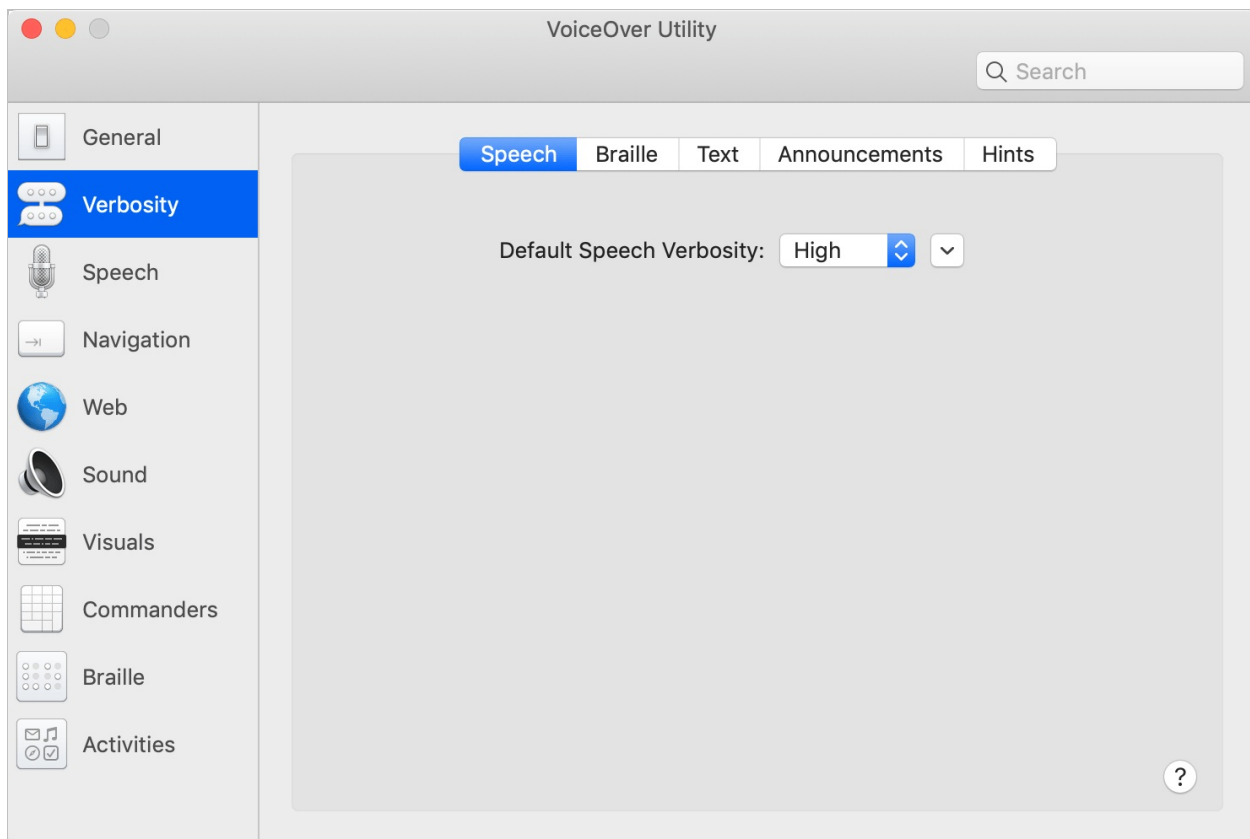 VoiceOver Utility
Search
General
Verbosity
Speech
Navigation
Web
Sound
Visuals
Commanders
Braille
Activities
Speech Braille Text Announcements Hints
Default Speech Verbosity: High
?